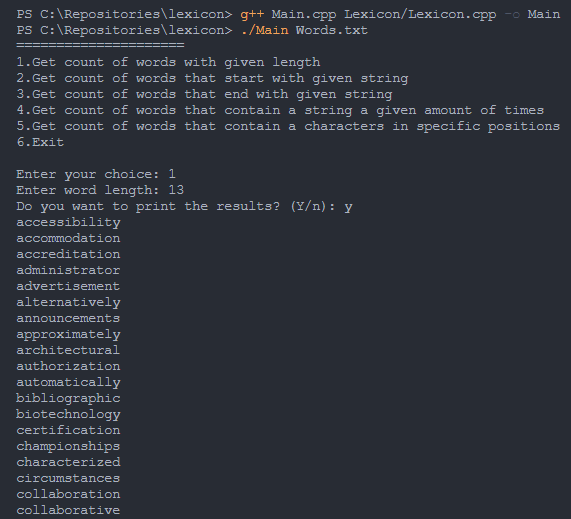 PS C:\Repositories\lexicon> g++ Main.cpp Lexicon/Lexicon.cpp -o Main
PS C:\Repositories\lexicon> ./Main Words.txt
=====================
1.Get count of words with given length
2.Get count of words that start with given string
3.Get count of words that end with given string
4.Get count of words that contain a string a given amount of times
5.Get count of words that contain a characters in specific positions
6.Exit
Enter your choice: 1
Enter word length: 13
Do you want to print the results? (Y/n): y
accessibility
accommodation
accreditation
administrator
advertisement
alternatively
announcements
approximately
architectural
authorization
automatically
bibliographic
biotechnology
certification
championships
characterized
circumstances
collaboration
collaborative